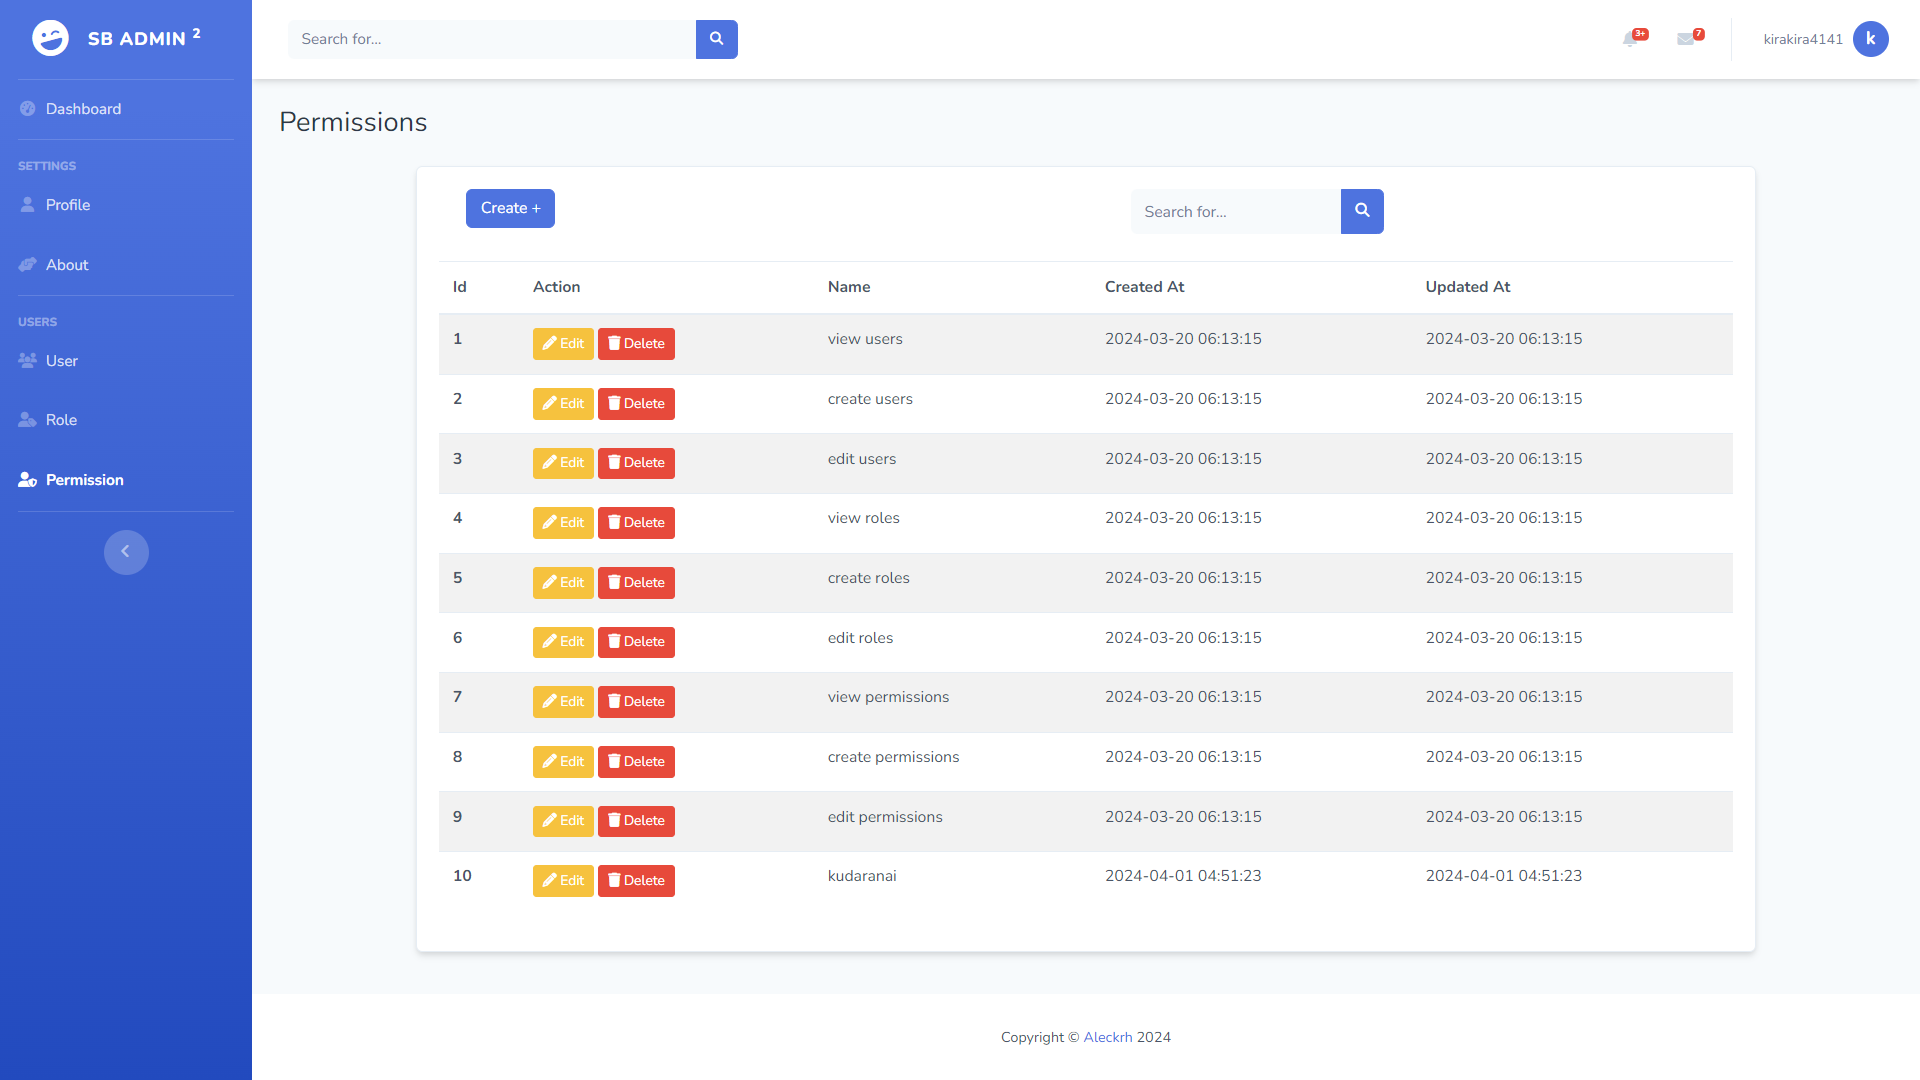 SB ADMIN 2
Search for...
3+
7
kirakira4141
k
Dashboard
SETTINGS
Profile
About
USERS
User
Role
Permission
Permissions
Create +
Search for...
Id Action Name Created At Updated At
1 Edit Delete view users 2024-03-20 06:13:15 2024-03-20 06:13:15
2 Edit Delete create users 2024-03-20 06:13:15 2024-03-20 06:13:15
3 Edit Delete edit users 2024-03-20 06:13:15 2024-03-20 06:13:15
4 Edit Delete view roles 2024-03-20 06:13:15 2024-03-20 06:13:15
5 Edit Delete create roles 2024-03-20 06:13:15 2024-03-20 06:13:15
6 Edit Delete edit roles 2024-03-20 06:13:15 2024-03-20 06:13:15
7 Edit Delete view permissions 2024-03-20 06:13:15 2024-03-20 06:13:15
8 Edit Delete create permissions 2024-03-20 06:13:15 2024-03-20 06:13:15
9 Edit Delete edit permissions 2024-03-20 06:13:15 2024-03-20 06:13:15
10 Edit Delete kudaranai 2024-04-01 04:51:23 2024-04-01 04:51:23
Copyright © Aleckrh 2024